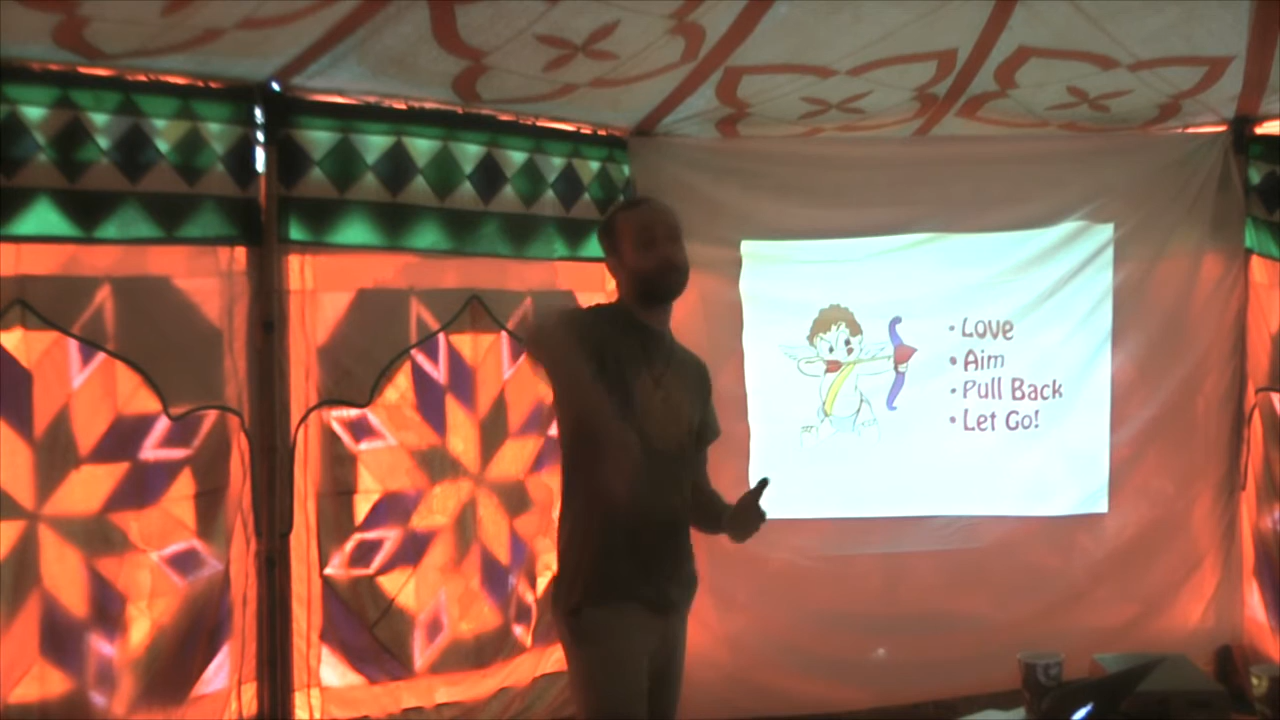 • Love
• Aim
• Pull Back
• Let Go!